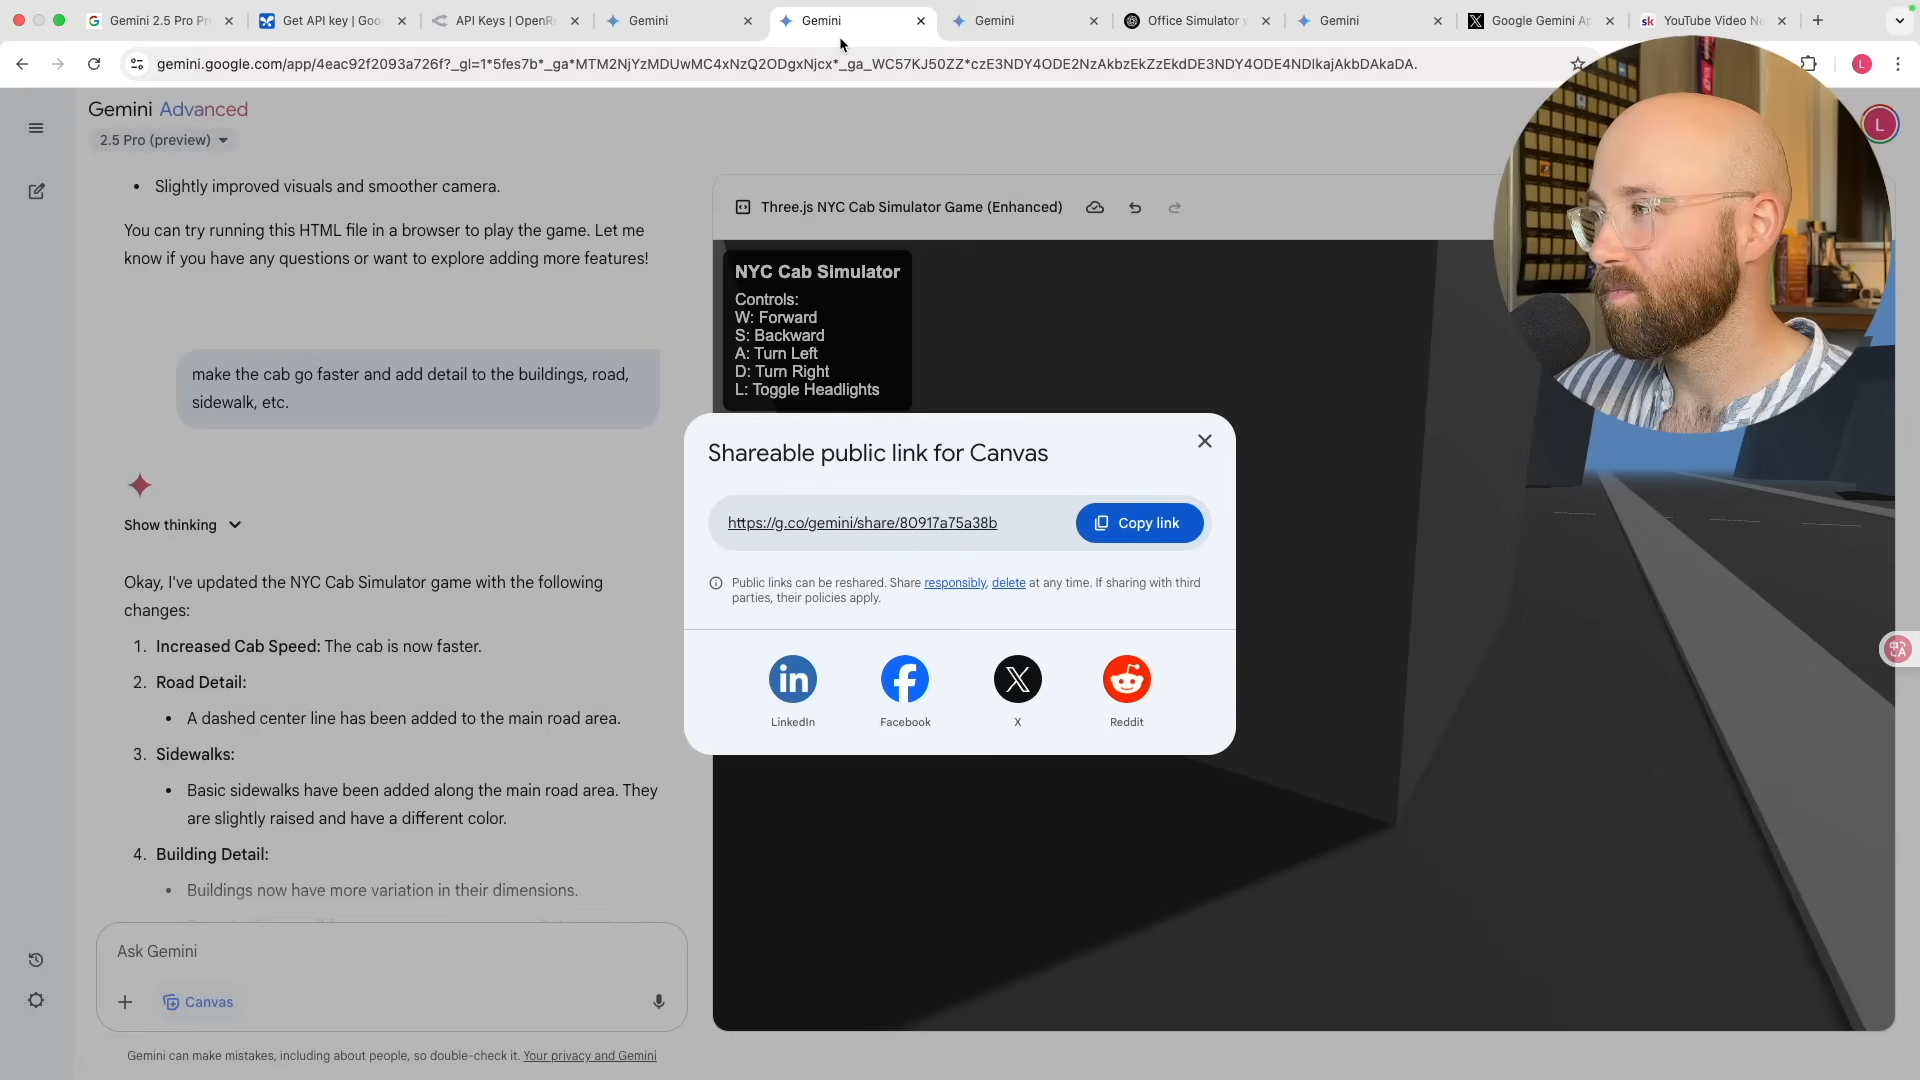 Gemini 2.5 Pro Pr
Get API key | Goo
API Keys | OpenR
Gemini
Gemini
Gemini
Office Simulator w
Gemini
Google Gemini Ap
sk
YouTube Video Ne
gemini.google.com/app/4eac92f2093a726f?_gl=1*5fes7b*_ga*MTM2NjYzMDUwMC4xNzQ2ODgxNjcx*_ga_WC57KJ50ZZ*czE3NDY4ODE2NzAkbzEkZzEkdDE3NDY4ODE4NDIkajAkbDAkaDA.
L
Gemini Advanced
2.5 Pro (preview)
L
Slightly improved visuals and smoother camera.
You can try running this HTML file in a browser to play the game. Let me
know if you have any questions or want to explore adding more features!
make the cab go faster and add detail to the buildings, road,
sidewalk, etc.
Show thinking
Okay, I've updated the NYC Cab Simulator game with the following
changes:
1. Increased Cab Speed: The cab is now faster.
2. Road Detail:
A dashed center line has been added to the main road area.
3. Sidewalks:
Basic sidewalks have been added along the main road area. They
are slightly raised and have a different color.
4. Building Detail:
Buildings now have more variation in their dimensions.
Ask Gemini
Canvas
Gemini can make mistakes, including about people, so double-check it. Your privacy and Gemini
Three.js NYC Cab Simulator Game (Enhanced)
NYC Cab Simulator
Controls:
W: Forward
S: Backward
A: Turn Left
D: Turn Right
L: Toggle Headlights
Shareable public link for Canvas
https://g.co/gemini/share/80917a75a38b
Copy link
Public links can be reshared. Share responsibly, delete at any time. If sharing with third
parties, their policies apply.
LinkedIn
Facebook
X
Reddit